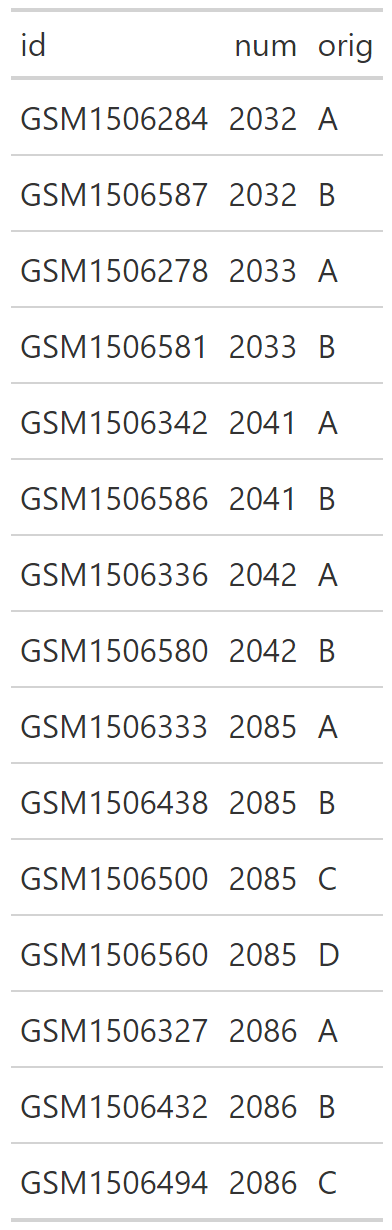 id num orig
GSM1506284 2032 A
GSM1506587 2032 B
GSM1506278 2033 A
GSM1506581 2033 B
GSM1506342 2041 A
GSM1506586 2041 B
GSM1506336 2042 A
GSM1506580 2042 B
GSM1506333 2085 A
GSM1506438 2085 B
GSM1506500 2085 C
GSM1506560 2085 D
GSM1506327 2086 A
GSM1506432 2086 B
GSM1506494 2086 C